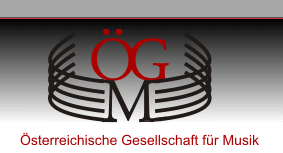 ÖG
M
Österreichische Gesellschaft für Musik